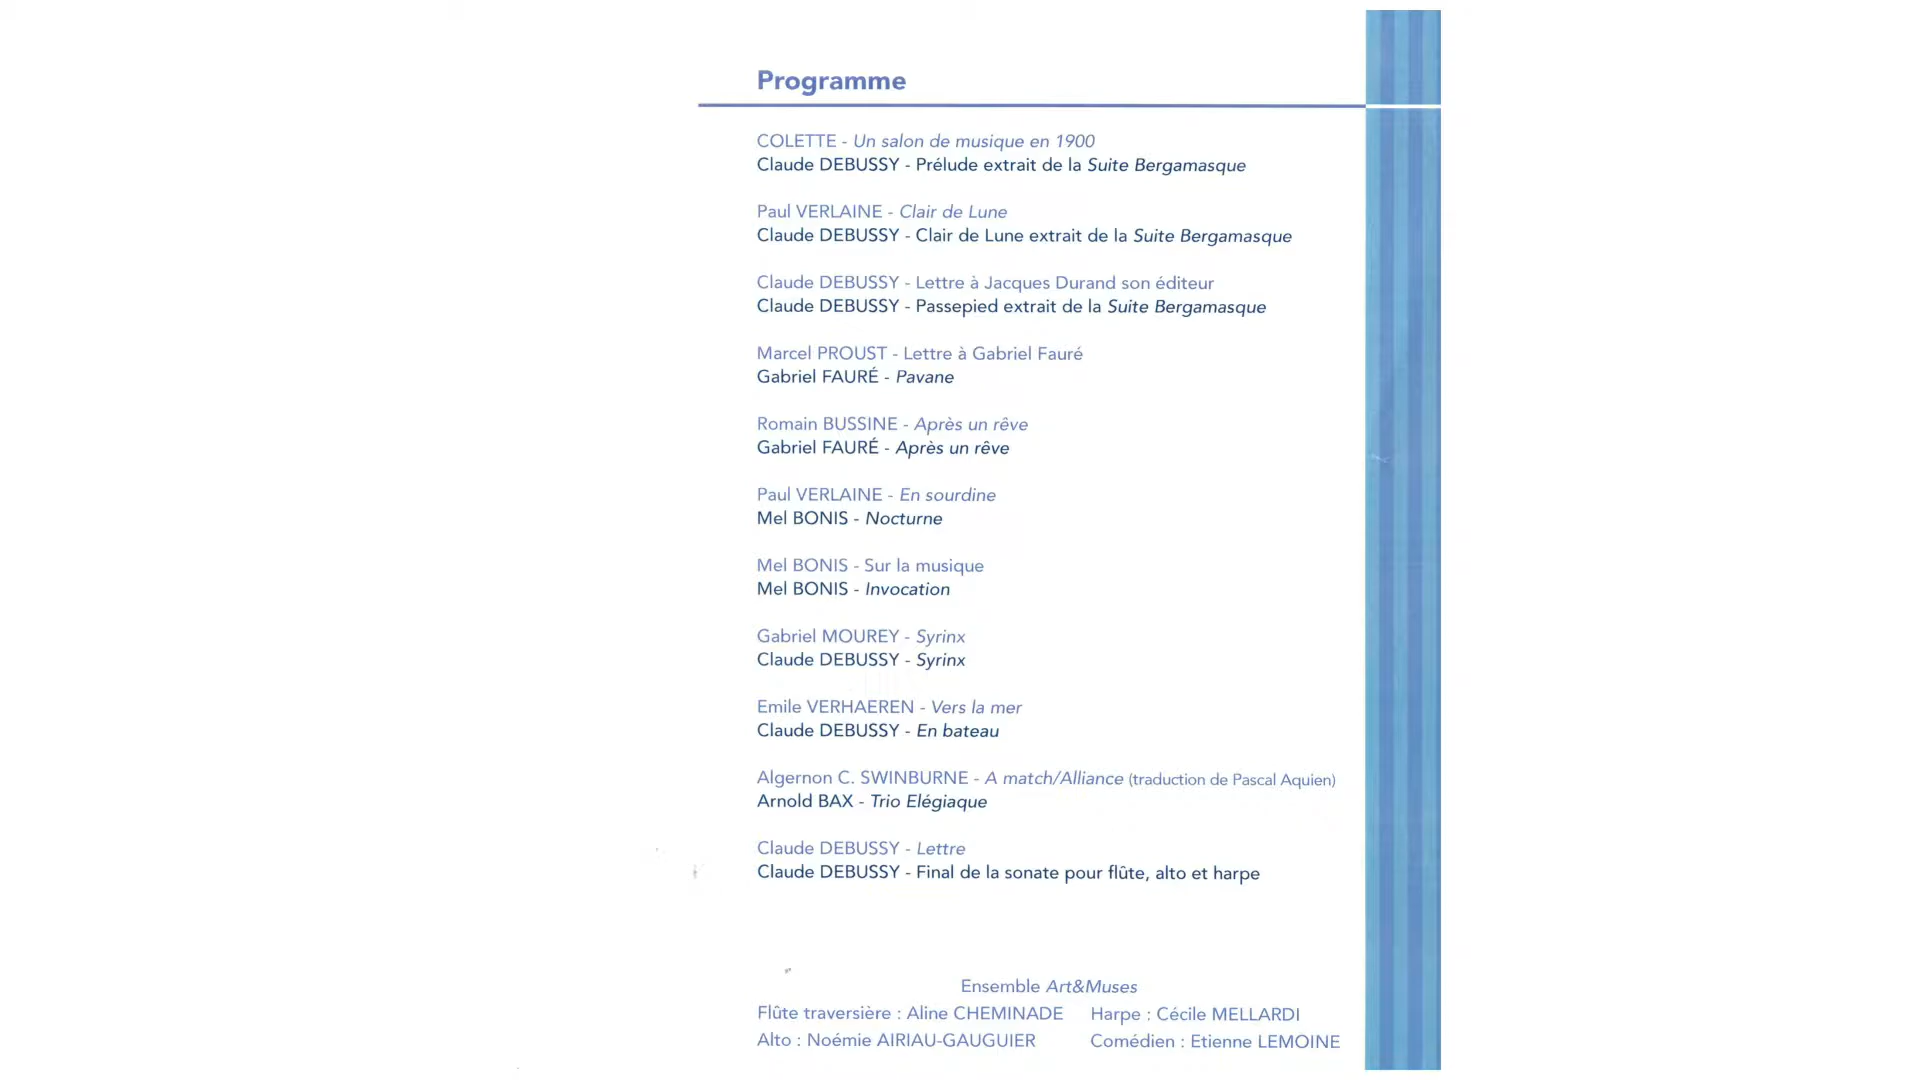 Programme
COLETTE - Un salon de musique en 1900
Claude DEBUSSY - Prélude extrait de la Suite Bergamasque
Paul VERLAINE - Clair de Lune
Claude DEBUSSY - Clair de Lune extrait de la Suite Bergamasque
Claude DEBUSSY - Lettre à Jacques Durand son éditeur
Claude DEBUSSY - Passepied extrait de la Suite Bergamasque
Marcel PROUST - Lettre à Gabriel Fauré
Gabriel FAURÉ - Pavane
Romain BUSSINE - Après un rêve
Gabriel FAURÉ - Après un rêve
Paul VERLAINE - En sourdine
Mel BONIS - Nocturne
Mel BONIS - Sur la musique
Mel BONIS - Invocation
Gabriel MOUREY - Syrinx
Claude DEBUSSY - Syrinx
Emile VERHAEREN - Vers la mer
Claude DEBUSSY - En bateau
Algernon C. SWINBURNE - A match/Alliance (traduction de Pascal Aquien)
Arnold BAX - Trio Elégiaque
Claude DEBUSSY - Lettre
Claude DEBUSSY - Final de la sonate pour flûte, alto et harpe
Ensemble Art&Muses
Flûte traversière : Aline CHEMINADE Harpe : Cécile MELLARDI
Alto : Noémie AIRIAU-GAUGUIER Comédien : Etienne LEMOINE